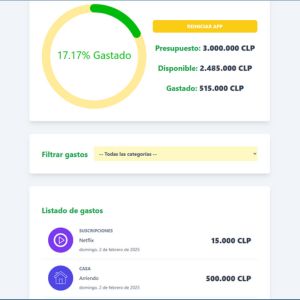 REINICIAR APP
17.17% Gastado
Presupuesto: 3.000.000 CLP
Disponible: 2.485.000 CLP
Gastado: 515.000 CLP
Filtrar gastos
-- Todas las categorías --
Listado de gastos
SUSCRIPCIONES
Netflix
15.000 CLP
domingo, 2 de febrero de 2025
CASA
Arriendo
500.000 CLP
domingo, 2 de febrero de 2025